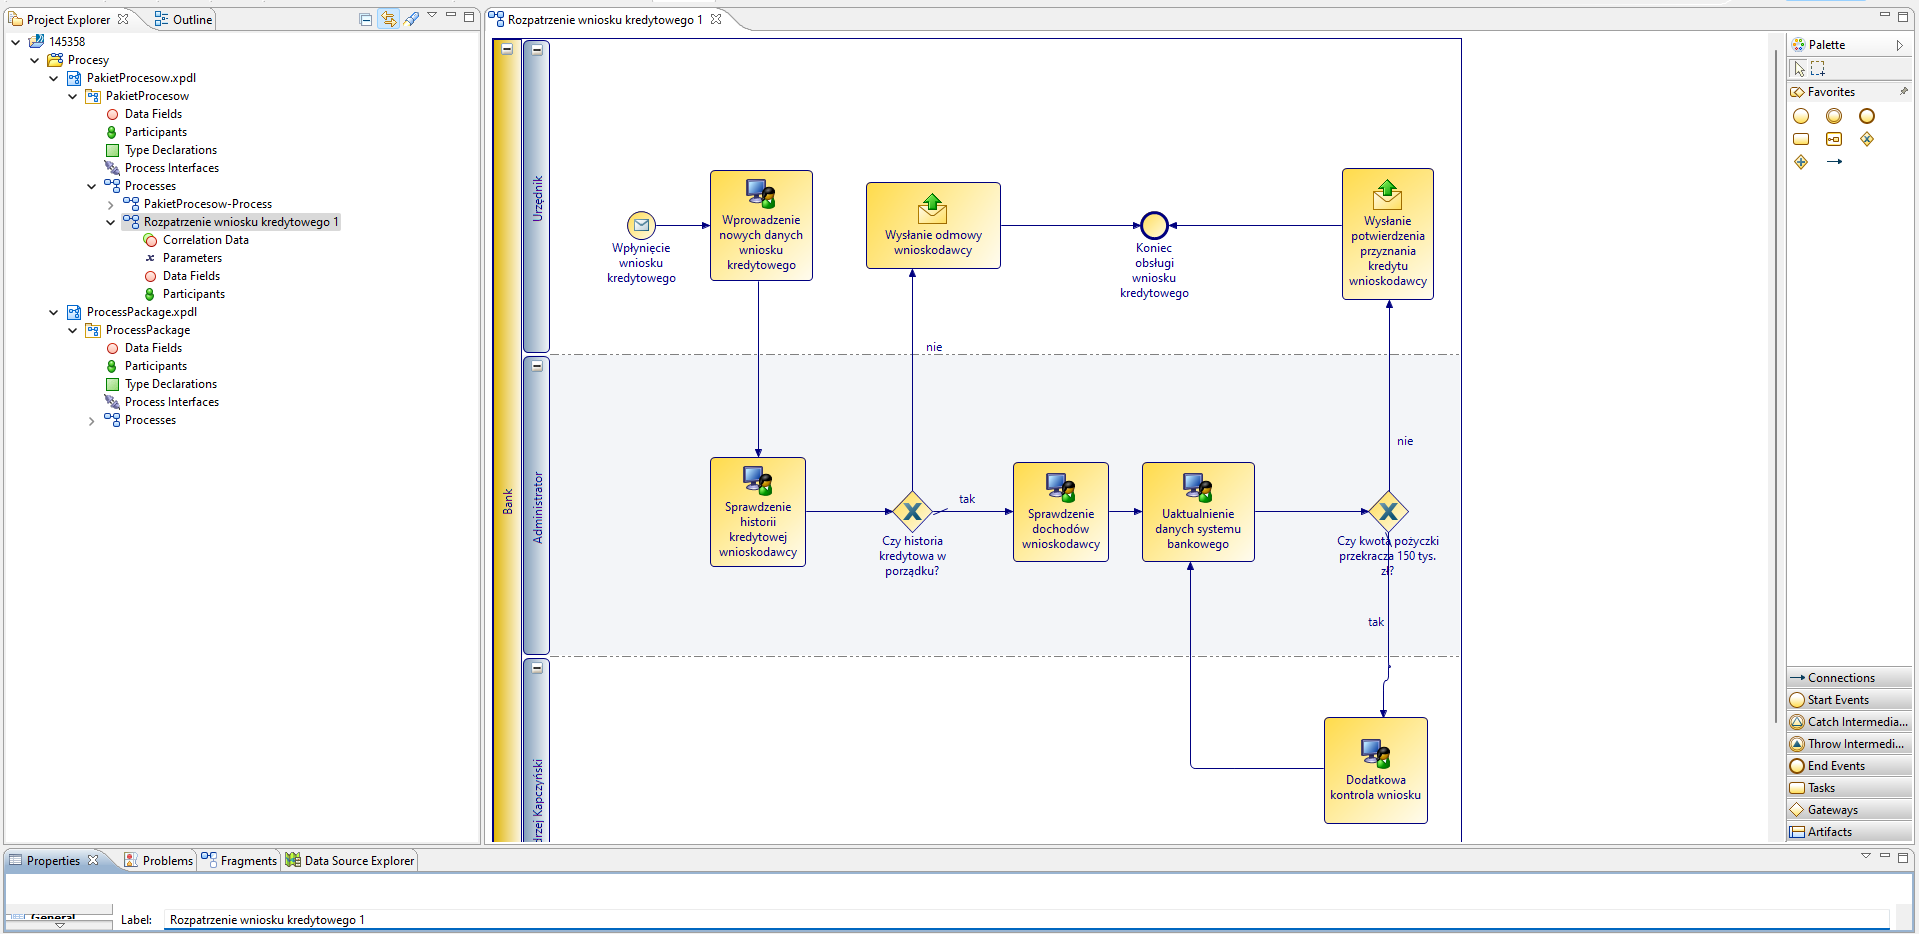 Project Explorer
Outline
145358
Procesy
PakietProcesow.xpdl
PakietProcesow
Data Fields
Participants
Type Declarations
Process Interfaces
Processes
PakietProcesow-Process
Rozpatrzenie wniosku kredytowego 1
Correlation Data
Parameters
Data Fields
Participants
ProcessPackage.xpdl
ProcessPackage
Data Fields
Participants
Type Declarations
Process Interfaces
Processes
Rozpatrzenie wniosku kredytowego 1
Bank
Urzędnik
Wpłynięcie
wniosku
kredytowego
Wprowadzenie
nowych danych
wniosku
kredytowego
Wysłanie odmowy
wnioskodawcy
Koniec
obsługi
wniosku
kredytowego
Wysłanie
potwierdzenia
przyznania
kredytu
wnioskodawcy
nie
nie
Administrator
Sprawdzenie
historii
kredytowej
wnioskodawcy
Czy historia
kredytowa w
porządku?
tak
Sprawdzenie
dochodów
wnioskodawcy
Uaktualnienie
danych systemu
bankowego
Czy kwota pożyczki
przekracza 150 tys.
zł?
tak
drzej Kapczyński
Dodatkowa
kontrola wniosku
Palette
Favorites
Connections
Start Events
Catch Intermedia...
Throw Intermedi...
End Events
Tasks
Gateways
Artifacts
Properties
Problems
Fragments
Data Source Explorer
General
Label:
Rozpatrzenie wniosku kredytowego 1